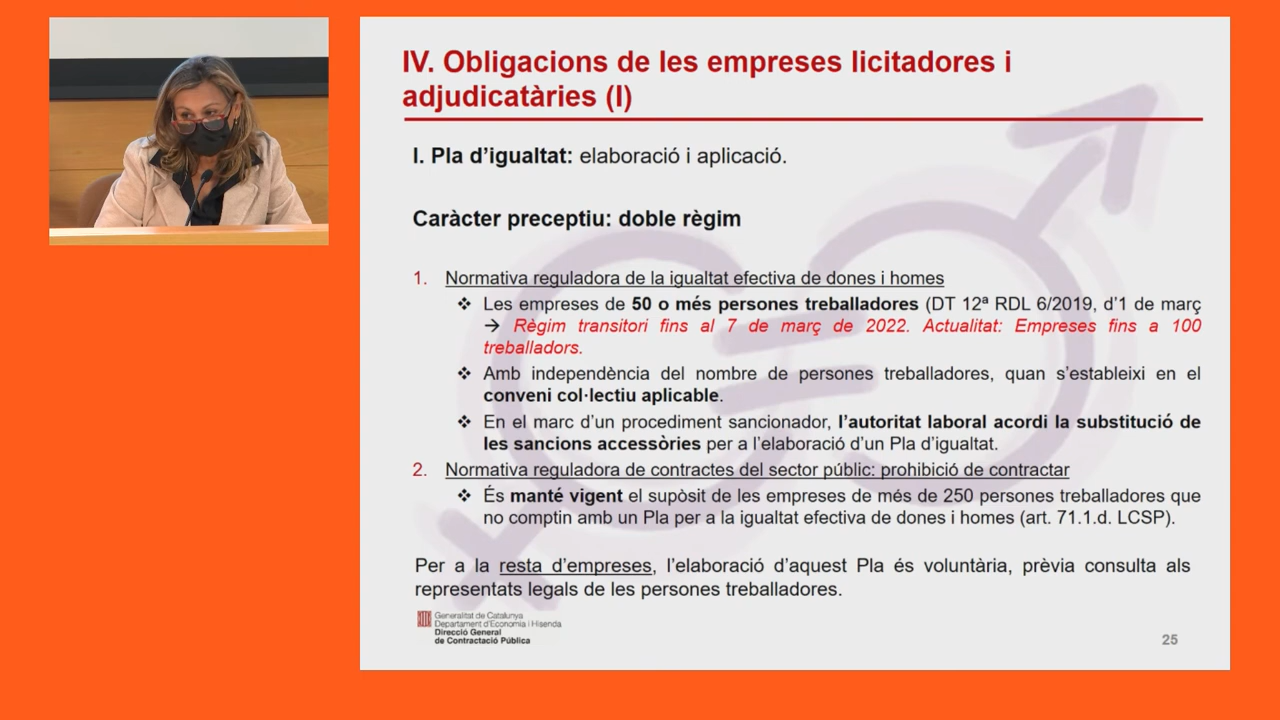 IV. Obligacions de les empreses licitadores i
adjudicatàries (I)
I. Pla d’igualtat: elaboració i aplicació.
Caràcter preceptiu: doble règim
1. Normativa reguladora de la igualtat efectiva de dones i homes
❖ Les empreses de 50 o més persones treballadores (DT 12ª RDL 6/2019, d’1 de març
→ Règim transitori fins al 7 de març de 2022. Actualitat: Empreses fins a 100
treballadors.
❖ Amb independència del nombre de persones treballadores, quan s’estableixi en el
conveni col·lectiu aplicable.
❖ En el marc d’un procediment sancionador, l’autoritat laboral acordi la substitució de
les sancions accessòries per a l’elaboració d’un Pla d’igualtat.
2. Normativa reguladora de contractes del sector públic: prohibició de contractar
❖ És manté vigent el supòsit de les empreses de més de 250 persones treballadores que
no comptin amb un Pla per a la igualtat efectiva de dones i homes (art. 71.1.d. LCSP).
Per a la resta d’empreses, l’elaboració d’aquest Pla és voluntària, prèvia consulta als
representats legals de les persones treballadores.
Generalitat de Catalunya
Departament d’Economia i Hisenda
Direcció General
de Contractació Pública
25